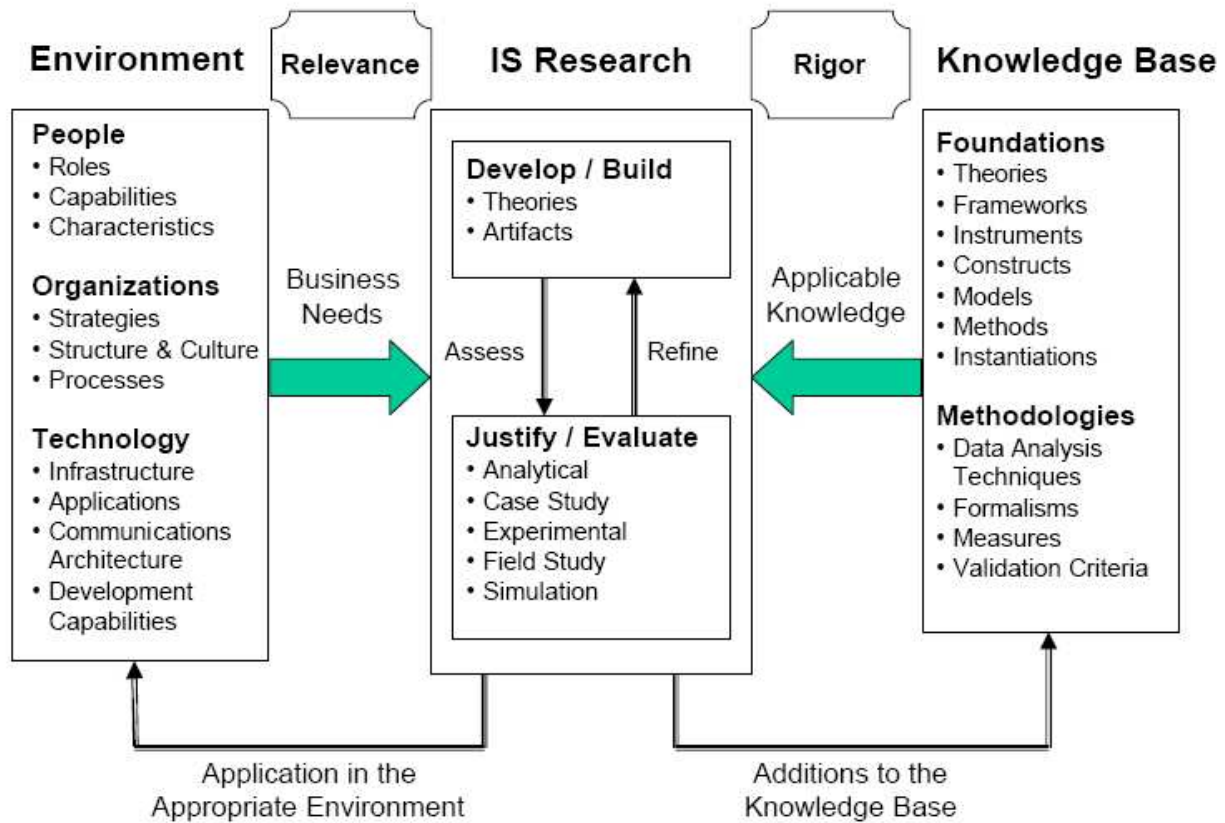 Environment
Relevance
IS Research
Rigor
Knowledge Base
People
• Roles
• Capabilities
• Characteristics
Organizations
• Strategies
• Structure & Culture
• Processes
Technology
• Infrastructure
• Applications
• Communications
Architecture
• Development
Capabilities
Business
Needs
Develop / Build
• Theories
• Artifacts
Assess
Refine
Justify / Evaluate
• Analytical
• Case Study
• Experimental
• Field Study
• Simulation
Applicable
Knowledge
Foundations
• Theories
• Frameworks
• Instruments
• Constructs
• Models
• Methods
• Instantiations
Methodologies
• Data Analysis
Techniques
• Formalisms
• Measures
• Validation Criteria
Application in the
Appropriate Environment
Additions to the
Knowledge Base